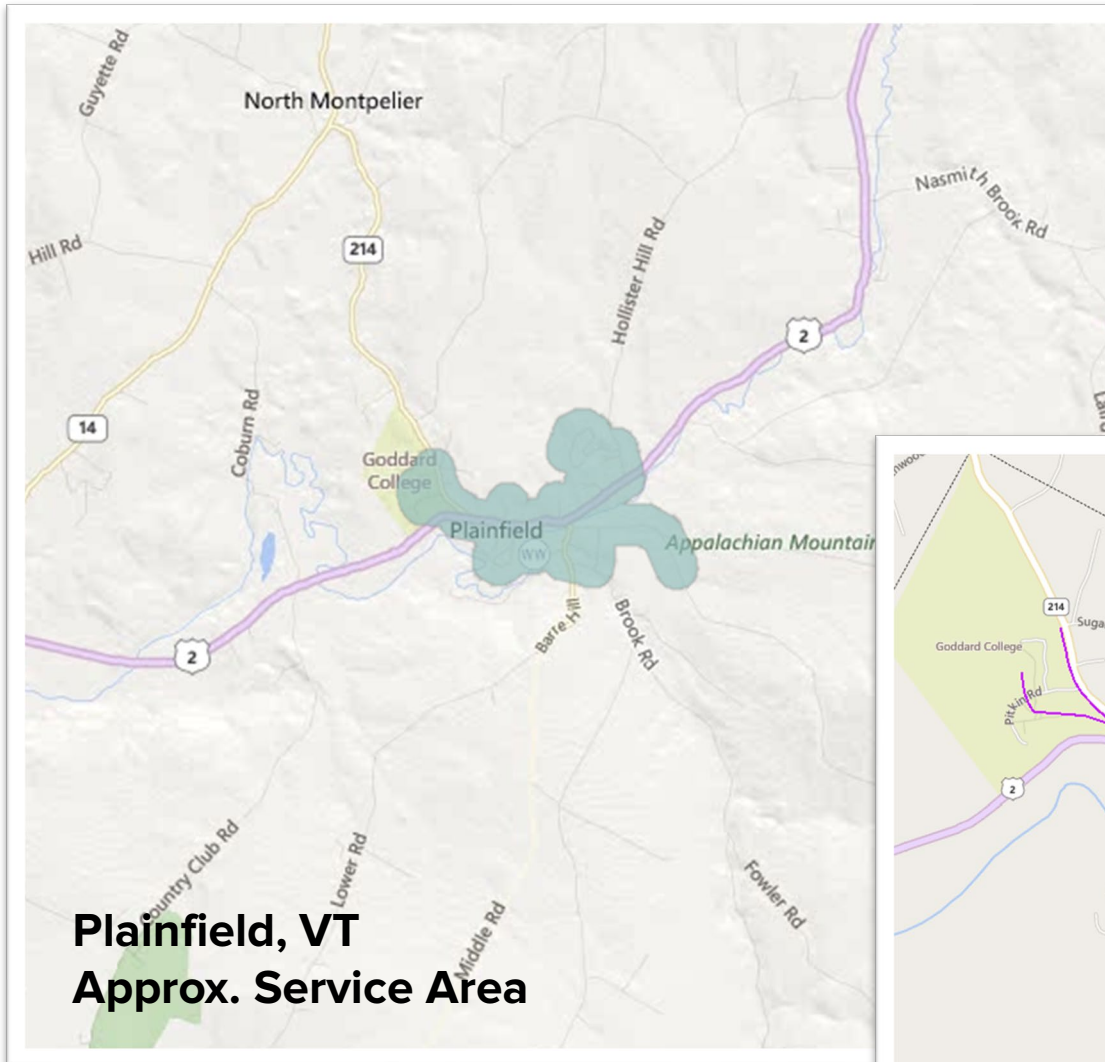 Guyette Rd
North Montpelier
Nasmith Brook Rd
Hill Rd
214
Hollister Hill Rd
2
14
Coburn Rd
Goddard
College
Plainfield
WW
Appalachian Mountain
2
Barre Hill
Brook Rd
Country Club Rd
Lower Rd
Middle Rd
Fowler Rd
Plainfield, VT
Approx. Service Area
214
Goddard College
Pitkin Rd
2